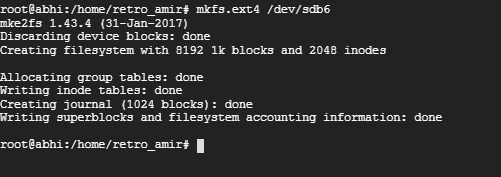 root@abhi:/home/retro_amir# mkfs.ext4 /dev/sdb6
mke2fs 1.43.4 (31-Jan-2017)
Discarding device blocks: done
Creating filesystem with 8192 1k blocks and 2048 inodes
Allocating group tables: done
Writing inode tables: done
Creating journal (1024 blocks): done
Writing superblocks and filesystem accounting information: done
root@abhi:/home/retro_amir#